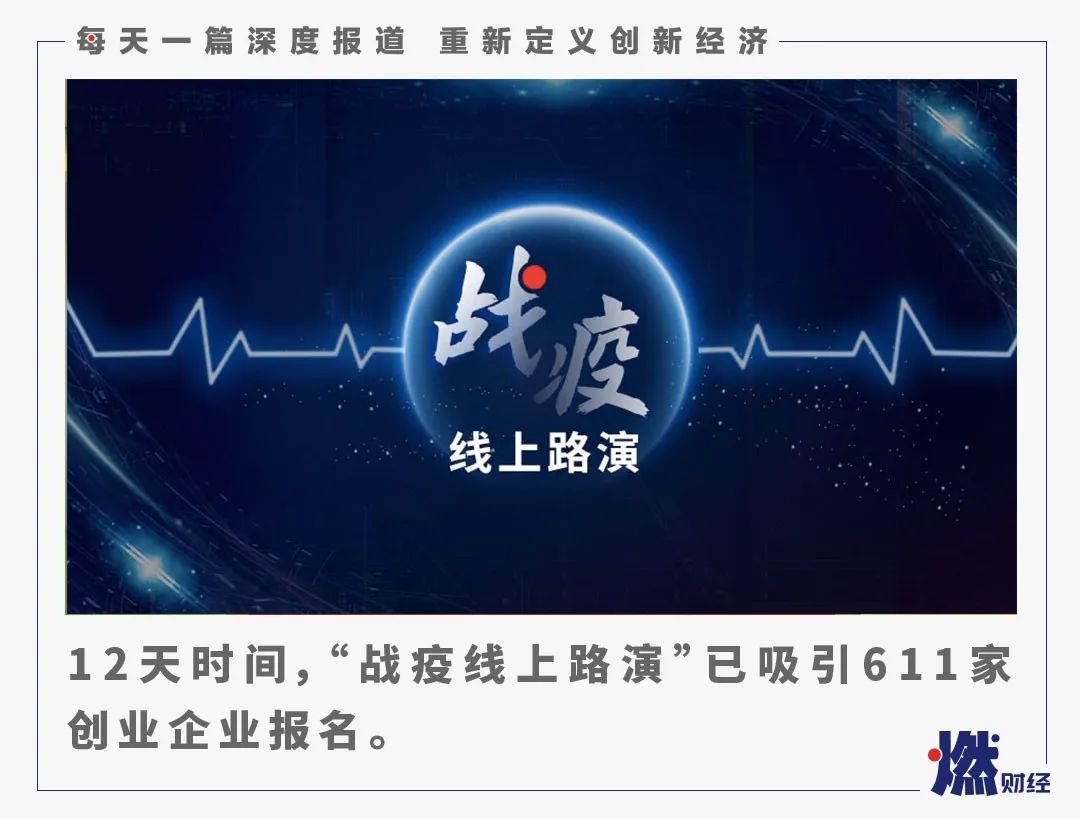 每天一篇深度报道 重新定义创新经济
战疫
线上路演
12天时间,“战疫线上路演”已吸引611家
创业企业报名。
燃财经